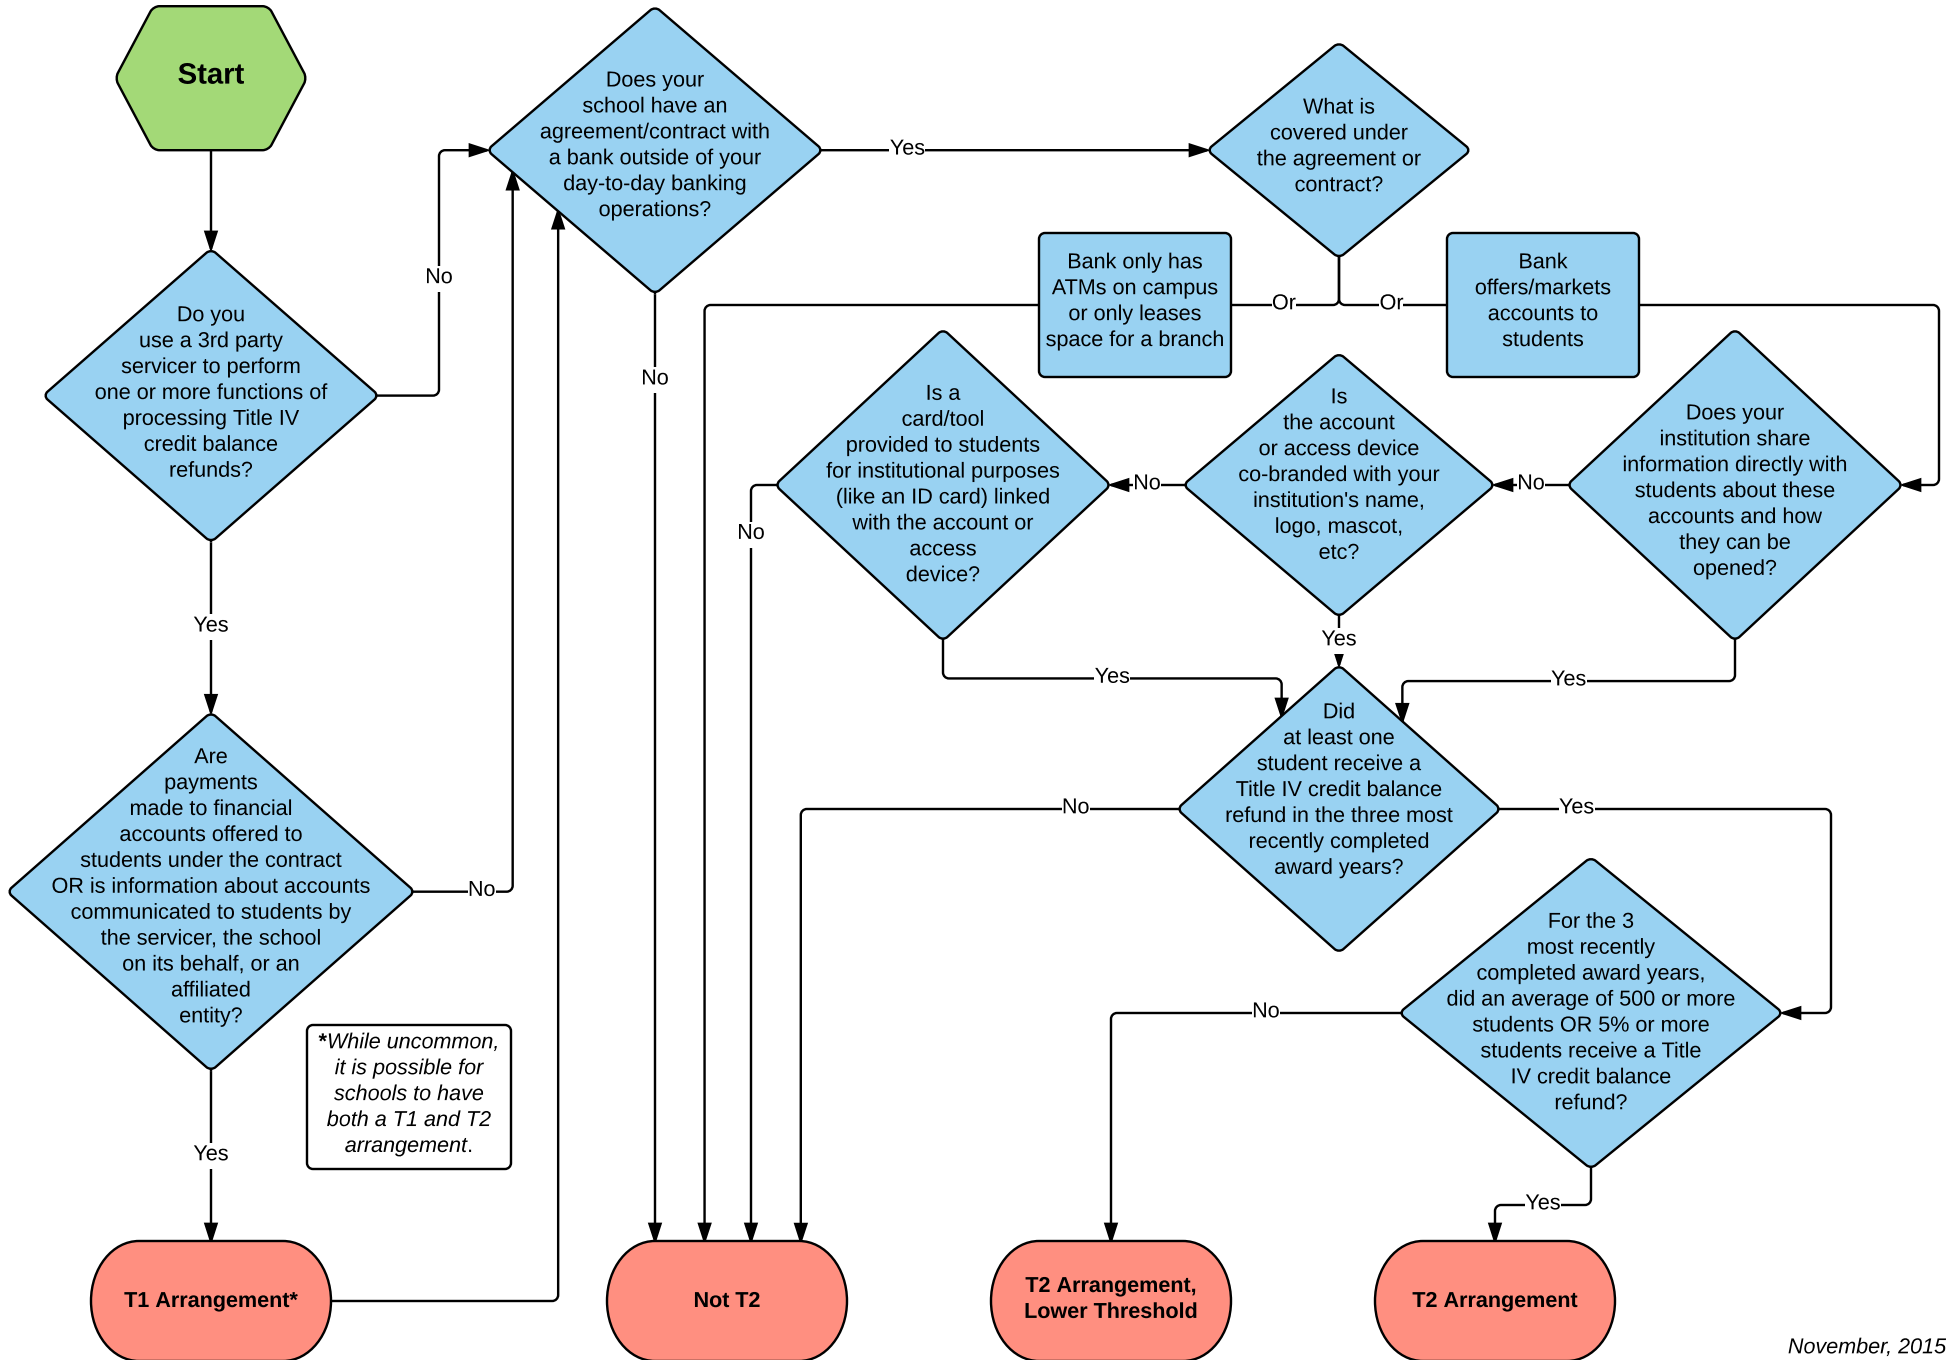 Start
Does your
school have an
agreement/contract with
a bank outside of your
day-to-day banking
operations?
Yes
What is
covered under
the agreement or
contract?
No
Bank only has
ATMs on campus
or only leases
space for a branch
Or
Or
Bank
offers/markets
accounts to
students
Do you
use a 3rd party
servicer to perform
one or more functions of
processing Title IV
credit balance
refunds?
No
Is a
card/tool
provided to students
for institutional purposes
(like an ID card) linked
with the account or
access
device?
No
Is
the account
or access device
co-branded with your
institution's name,
logo, mascot,
etc?
No
Does your
institution share
information directly with
students about these
accounts and how
they can be
opened?
No
Yes
Yes
Yes
Yes
Are
payments
made to financial
accounts offered to
students under the contract
OR is information about accounts
communicated to students by
the servicer, the school
on its behalf, or an
affiliated
entity?
No
Did
at least one
student receive a
Title IV credit balance
refund in the three most
recently completed
award years?
No
Yes
For the 3
most recently
completed award years,
did an average of 500 or more
students OR 5% or more
students receive a Title
IV credit balance
refund?
No
*While uncommon,
it is possible for
schools to have
both a T1 and T2
arrangement.
Yes
Yes
T1 Arrangement*
Not T2
T2 Arrangement,
Lower Threshold
T2 Arrangement
November, 2015